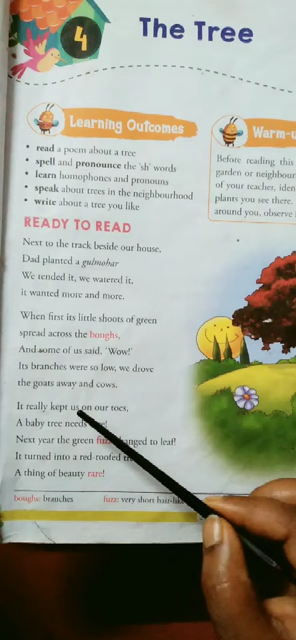 4
The Tree
Learning Outcomes
• read a poem about a tree
• spell and pronounce the 'sh' words
• learn homophones and pronouns
• speak about trees in the neighbourhood
• write about a tree you like
Warm-u
Before reading this
garden or neighbour
of your teacher, iden
plants you see there.
around you, observe
READY TO READ
Next to the track beside our house,
Dad planted a gulmohar
We tended it, we watered it,
it wanted more and more.
When first its little shoots of green
spread across the boughs,
And some of us said, 'Wow!'
Its branches were so low, we drove
the goats away and cows.
It really kept us on our toes,
A baby tree needs
Next year the green fuzz changed to leaf!
It turned into a red-roofed
A thing of beauty rare!
boughs: branches
fuzz: very short hair-li